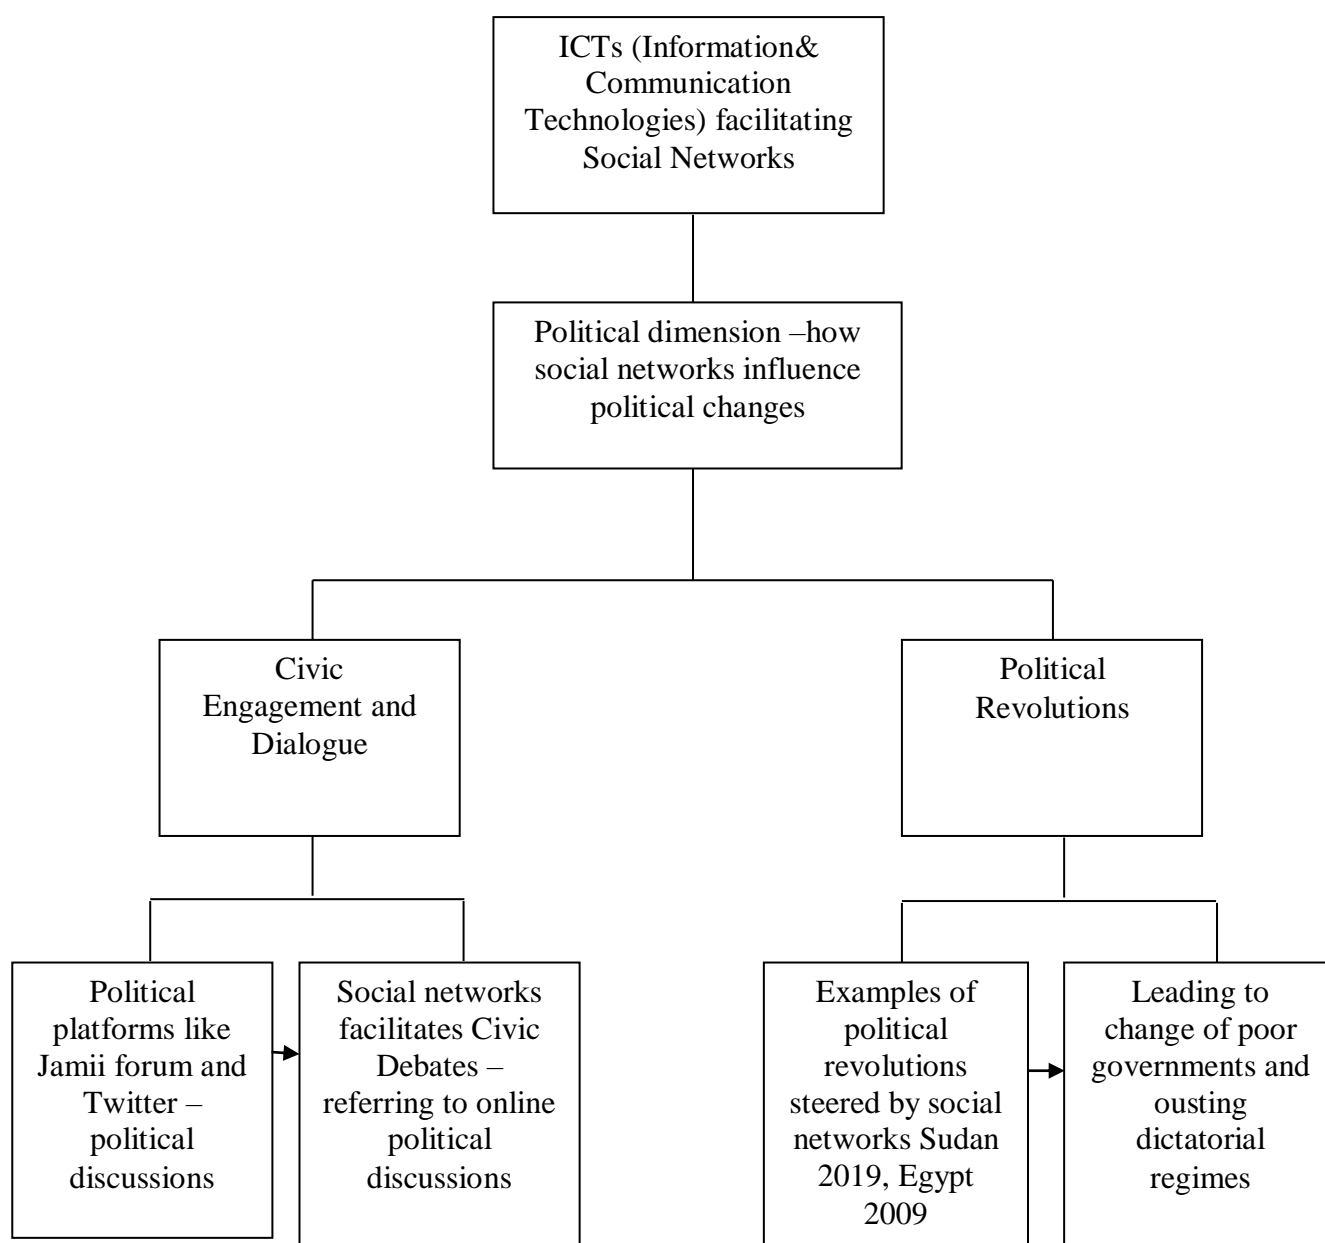 ICTs (Information&
Communication
Technologies) facilitating
Social Networks
Political dimension –how
social networks influence
political changes
Civic
Engagement and
Dialogue
Political
Revolutions
Political
platforms like
Jamii forum and
Twitter –
political
discussions
Social networks
facilitates Civic
Debates –
referring to online
political
discussions
Examples of
political
revolutions
steered by social
networks Sudan
2019, Egypt
2009
Leading to
change of poor
governments and
ousting
dictatorial
regimes